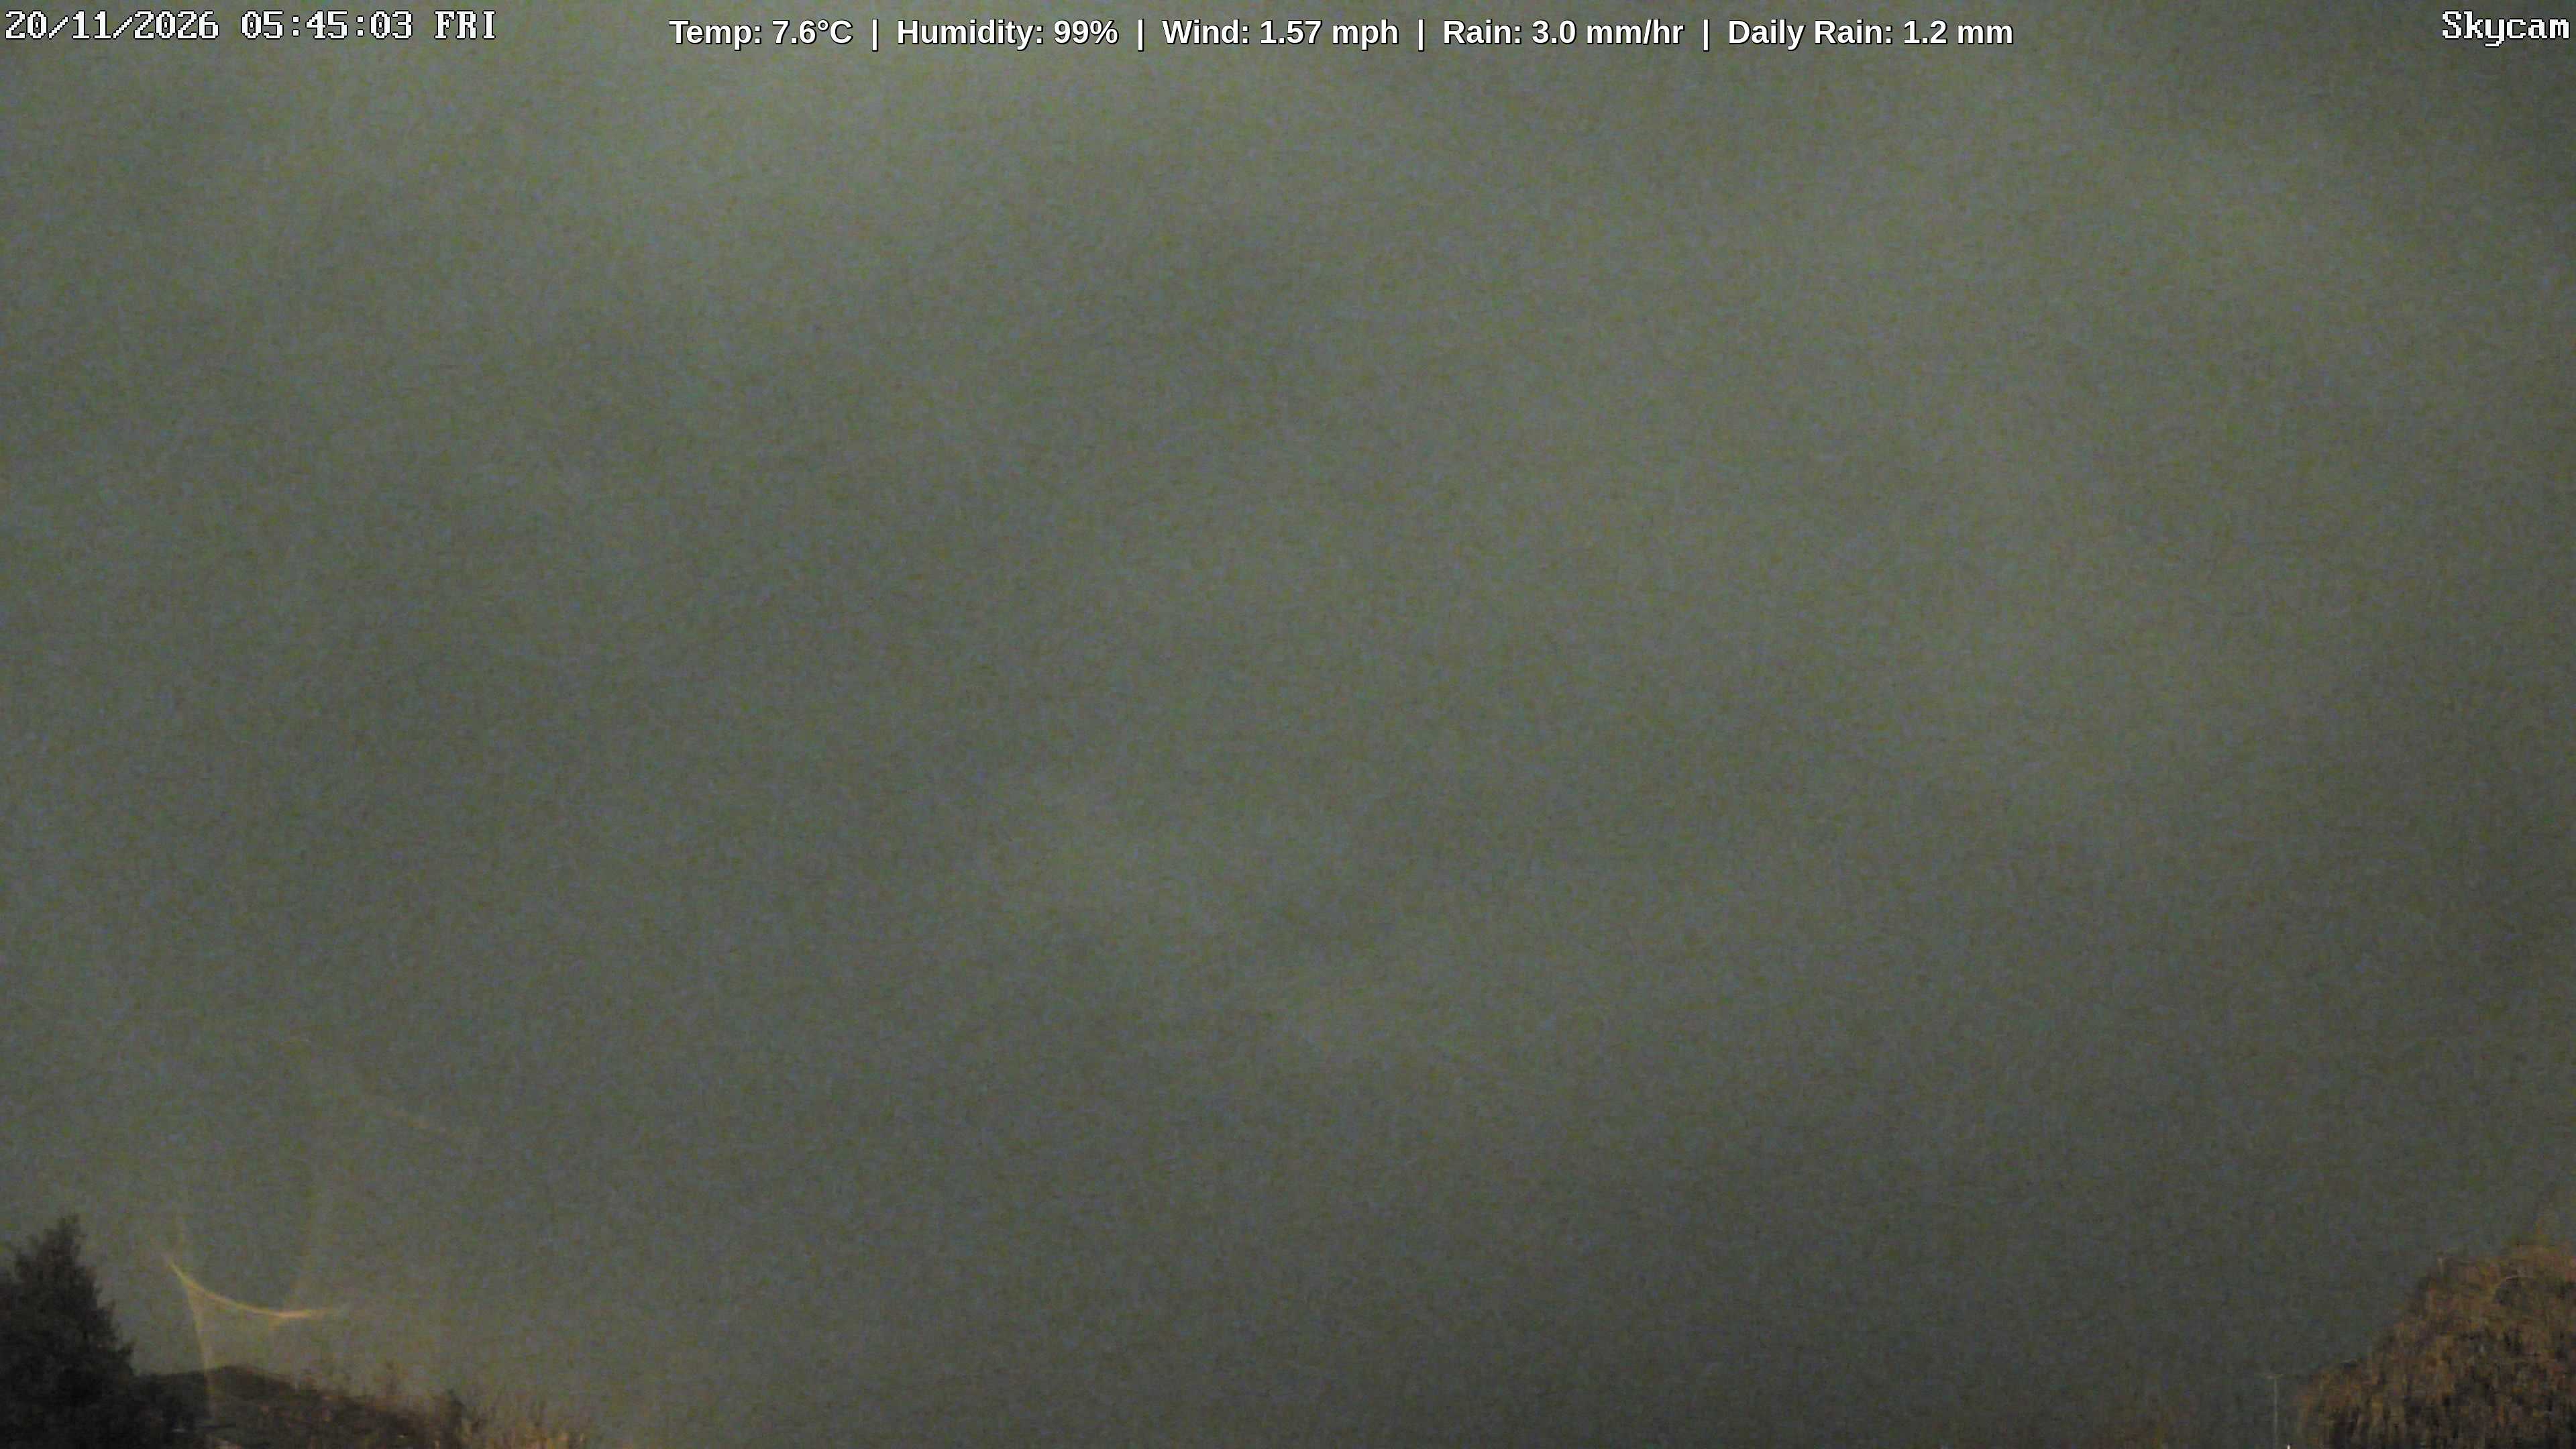 20/11/2026 05:45:03 FRI
Temp: 7.6°C | Humidity: 99% | Wind: 1.57 mph | Rain: 3.0 mm/hr | Daily Rain: 1.2 mm
Skycam